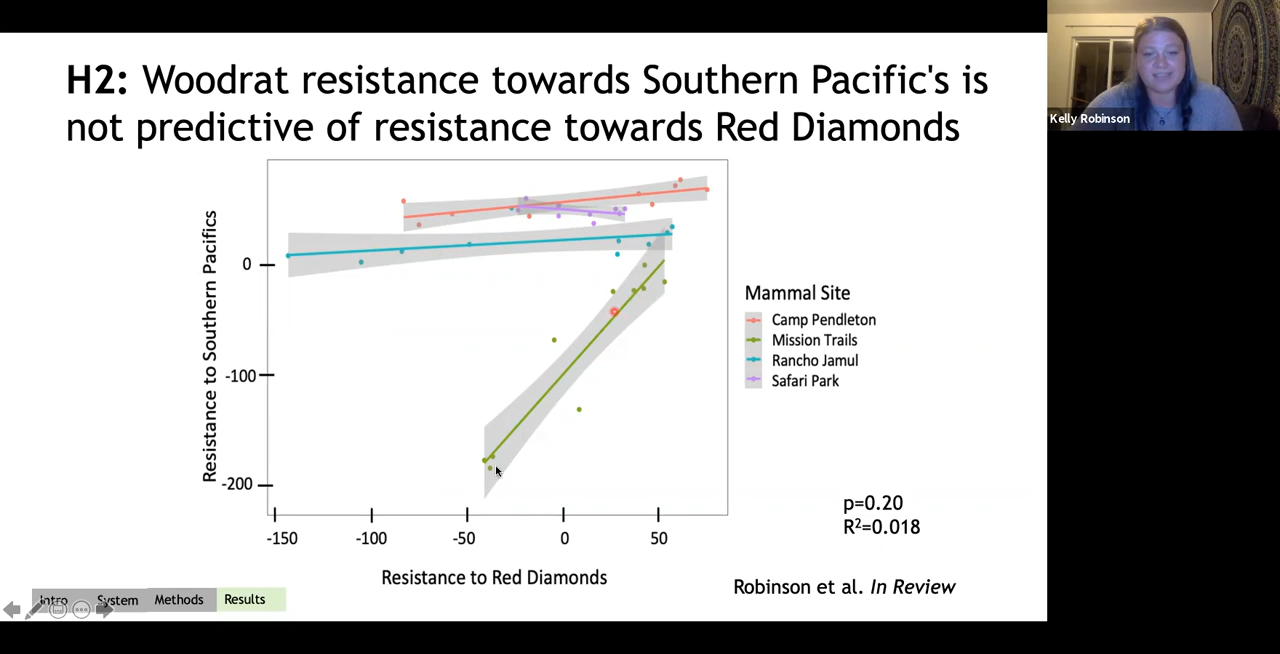 H2: Woodrat resistance towards Southern Pacific's is
not predictive of resistance towards Red Diamonds
Kelly Robinson
Resistance to Southern Pacifics
0
-100
-200
-150
-100
-50
0
50
Resistance to Red Diamonds
Mammal Site
Camp Pendleton
Mission Trails
Rancho Jamul
Safari Park
p=0.20
R²=0.018
Robinson et al. In Review
Intro
System
Methods
Results